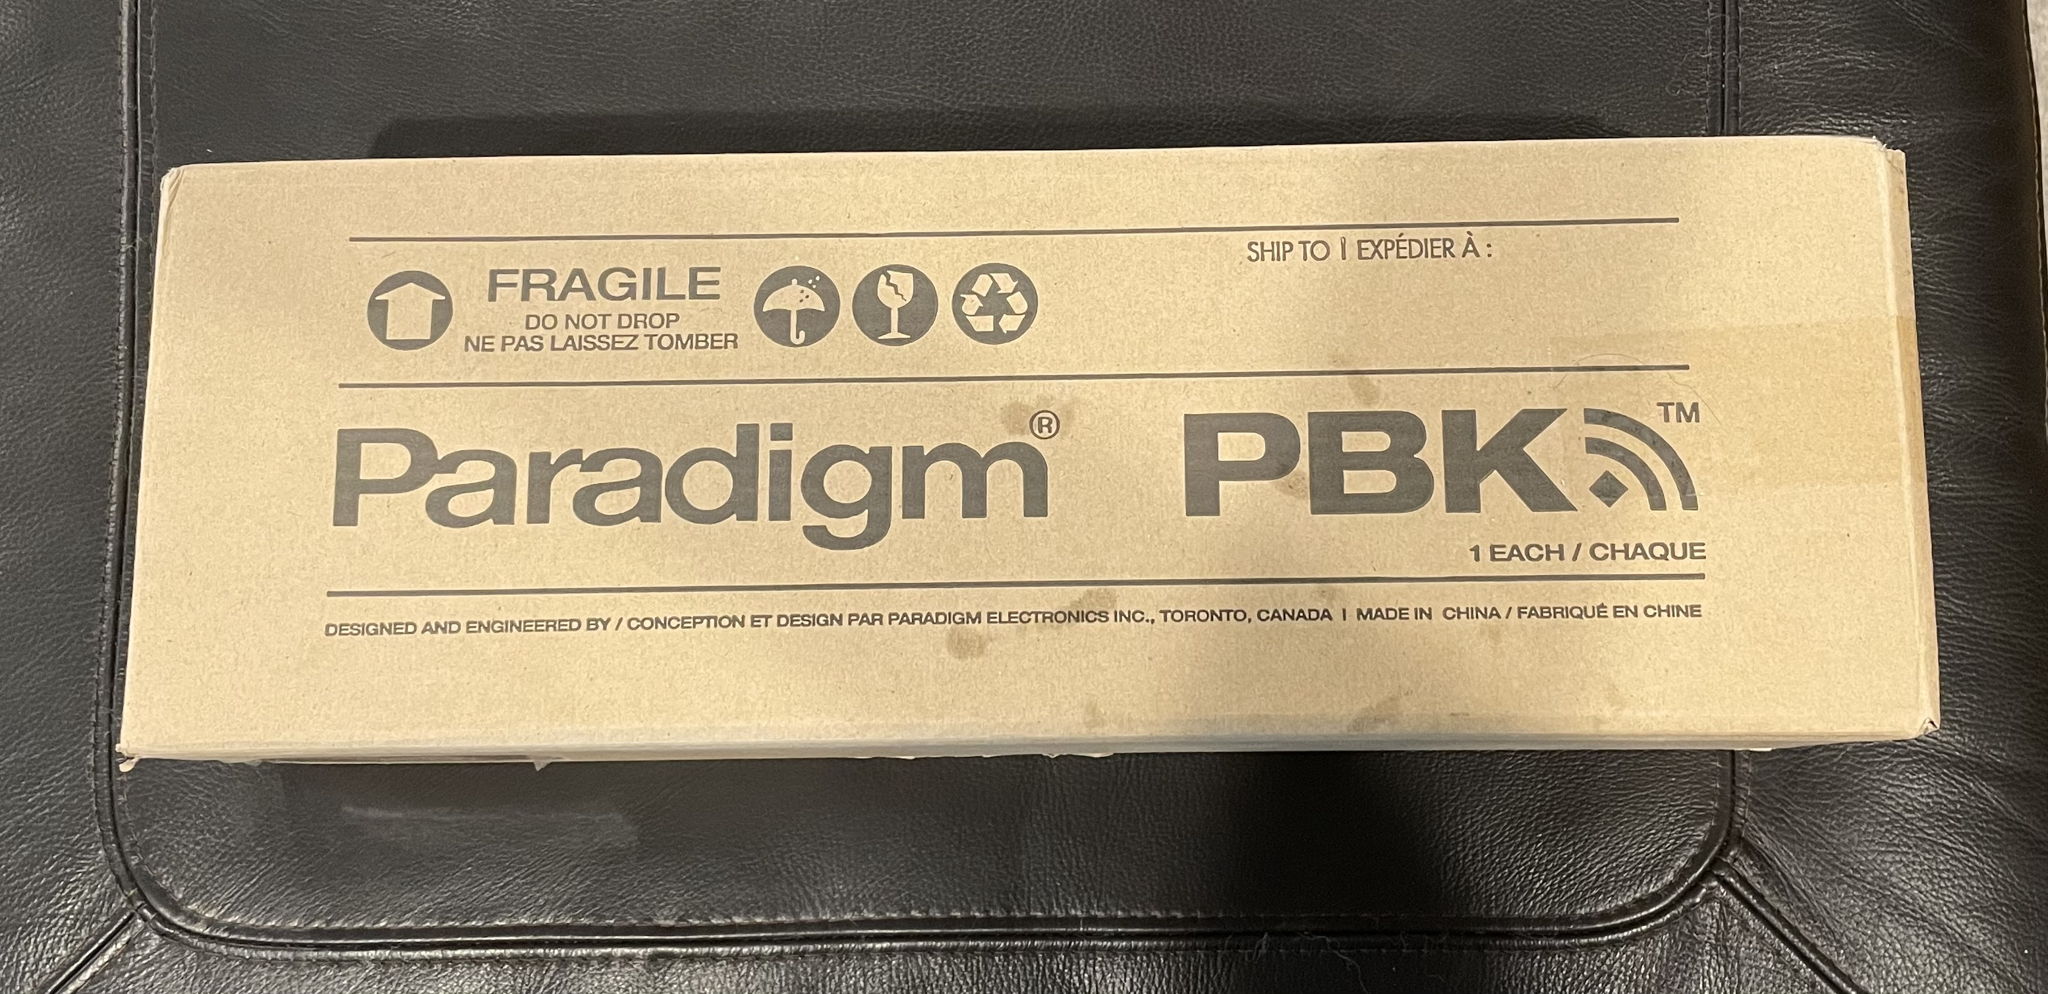 SHIP TO | EXPÉDIER À :
FRAGILE
DO NOT DROP
NE PAS LAISSEZ TOMBER
Paradigm®
PBK™
1 EACH / CHAQUE
DESIGNED AND ENGINEERED BY / CONCEPTION ET DESIGN PAR PARADIGM ELECTRONICS INC., TORONTO, CANADA | MADE IN CHINA / FABRIQUÉ EN CHINE